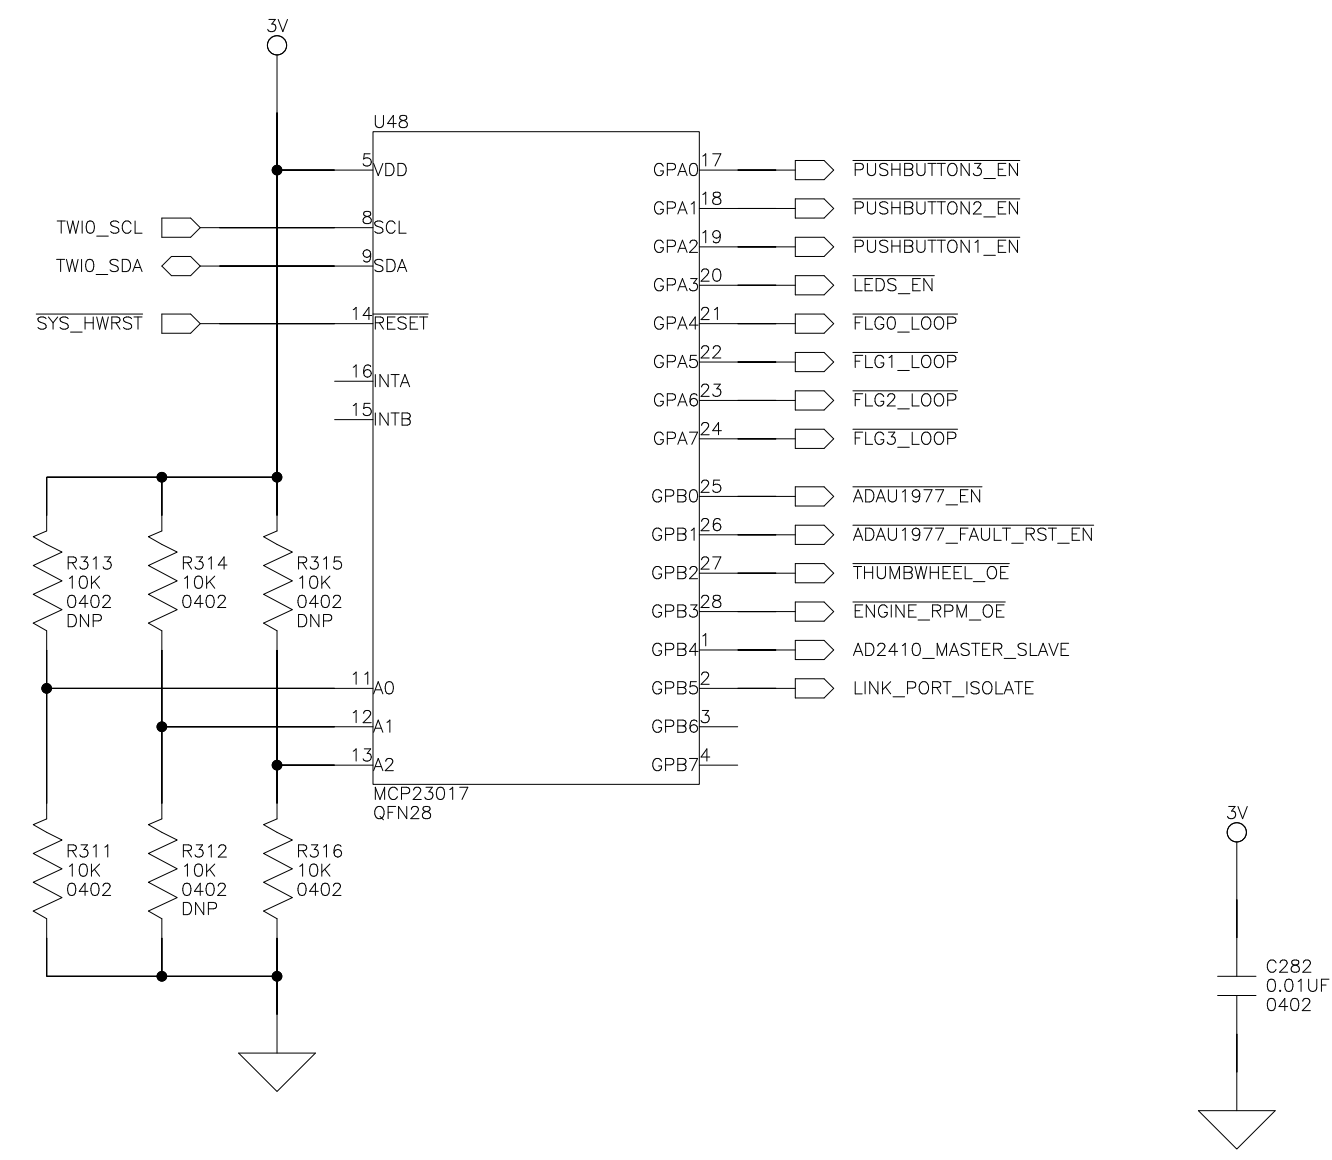 3V
U48
5 VDD
GPA0 17 PUSHBUTTON3_EN
GPA1 18 PUSHBUTTON2_EN
TWI0_SCL 8 SCL
GPA2 19 PUSHBUTTON1_EN
TWI0_SDA 9 SDA
GPA3 20 LEDS_EN
SYS_HWRST 14 RESET
GPA4 21 FLG0_LOOP
GPA5 22 FLG1_LOOP
16 INTA
GPA6 23 FLG2_LOOP
15 INTB
GPA7 24 FLG3_LOOP
GPB0 25 ADAU1977_EN
GPB1 26 ADAU1977_FAULT_RST_EN
GPB2 27 THUMBWHEEL_OE
GPB3 28 ENGINE_RPM_OE
GPB4 1 AD2410_MASTER_SLAVE
GPB5 2 LINK_PORT_ISOLATE
GPB6 3
GPB7 4
R313
10K
0402
DNP
R314
10K
0402
R315
10K
0402
DNP
11 A0
12 A1
13 A2
MCP23017
QFN28
R311
10K
0402
R312
10K
0402
DNP
R316
10K
0402
3V
C282
0.01UF
0402